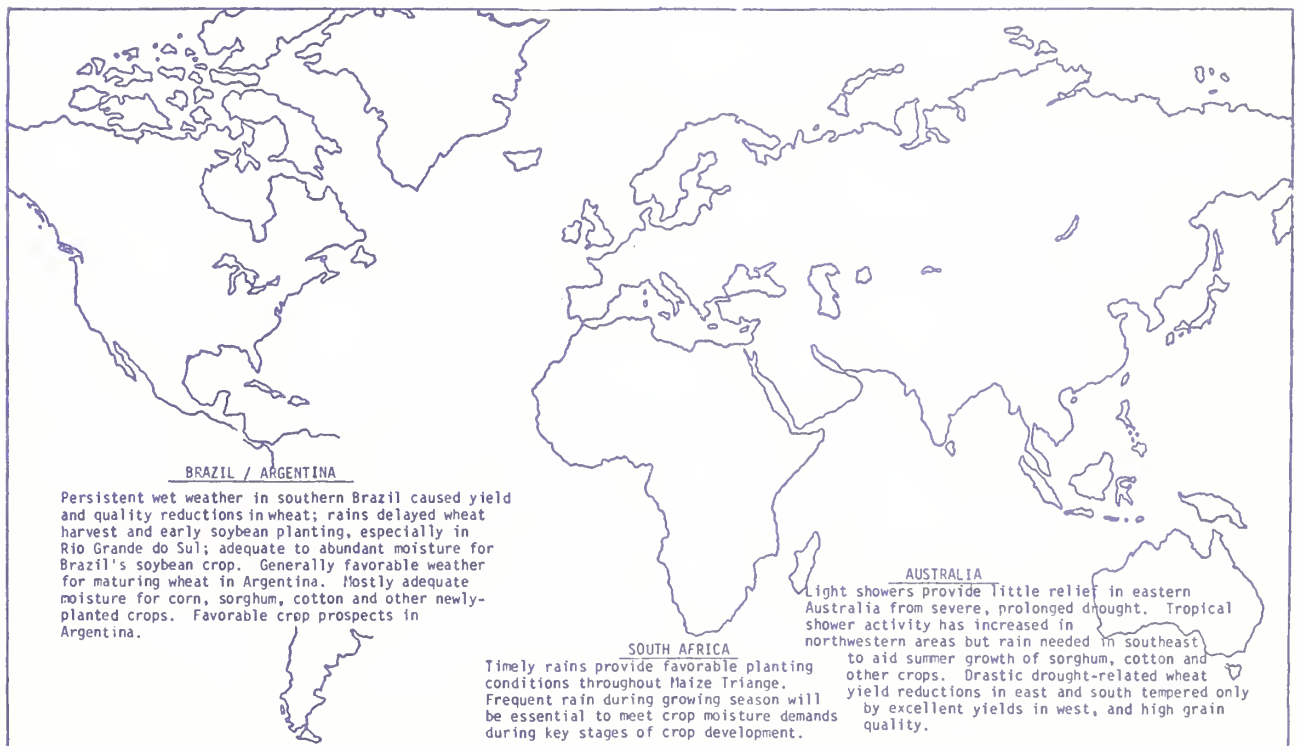 BRAZIL / ARGENTINA
Persistent wet weather in southern Brazil caused yield
and quality reductions in wheat; rains delayed wheat
harvest and early soybean planting, especially in
Rio Grande do Sul; adequate to abundant moisture for
Brazil's soybean crop. Generally favorable weather
for maturing wheat in Argentina. Mostly adequate
moisture for corn, sorghum, cotton and other newly-
planted crops. Favorable crop prospects in
Argentina.
SOUTH AFRICA
Timely rains provide favorable planting
conditions throughout Maize Triange.
Frequent rain during growing season will
be essential to meet crop moisture demands
during key stages of crop development.
AUSTRALIA
Light showers provide little relief in eastern
Australia from severe, prolonged drought. Tropical
shower activity has increased in
northwestern areas but rain needed in southeast
to aid summer growth of sorghum, cotton and
other crops. Drastic drought-related wheat
yield reductions in east and south tempered only
by excellent yields in west, and high grain
quality.